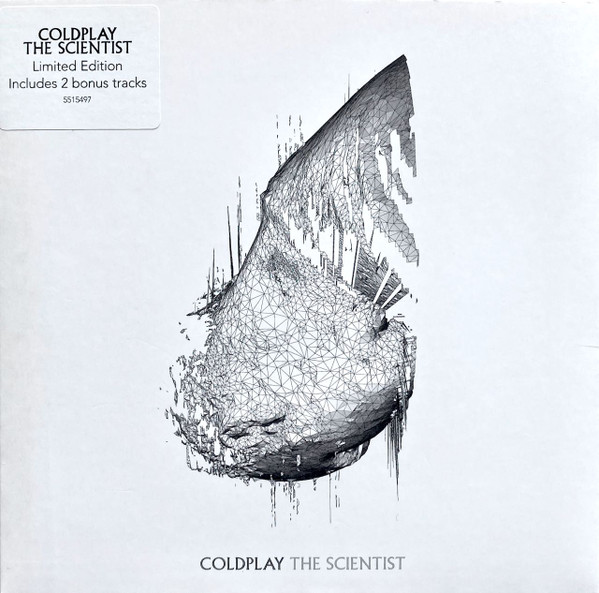 COLDPLAY
THE SCIENTIST
Limited Edition
Includes 2 bonus tracks
5515497
COLDPLAY THE SCIENTIST